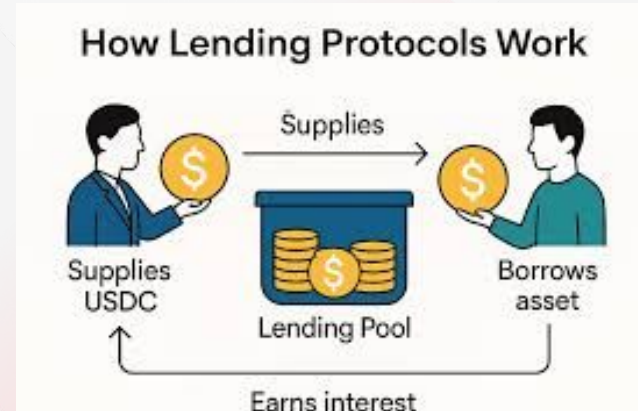 How Lending Protocols Work
Supplies
$
$
$
Supplies
USDC
Lending Pool
Borrows
asset
Earns interest